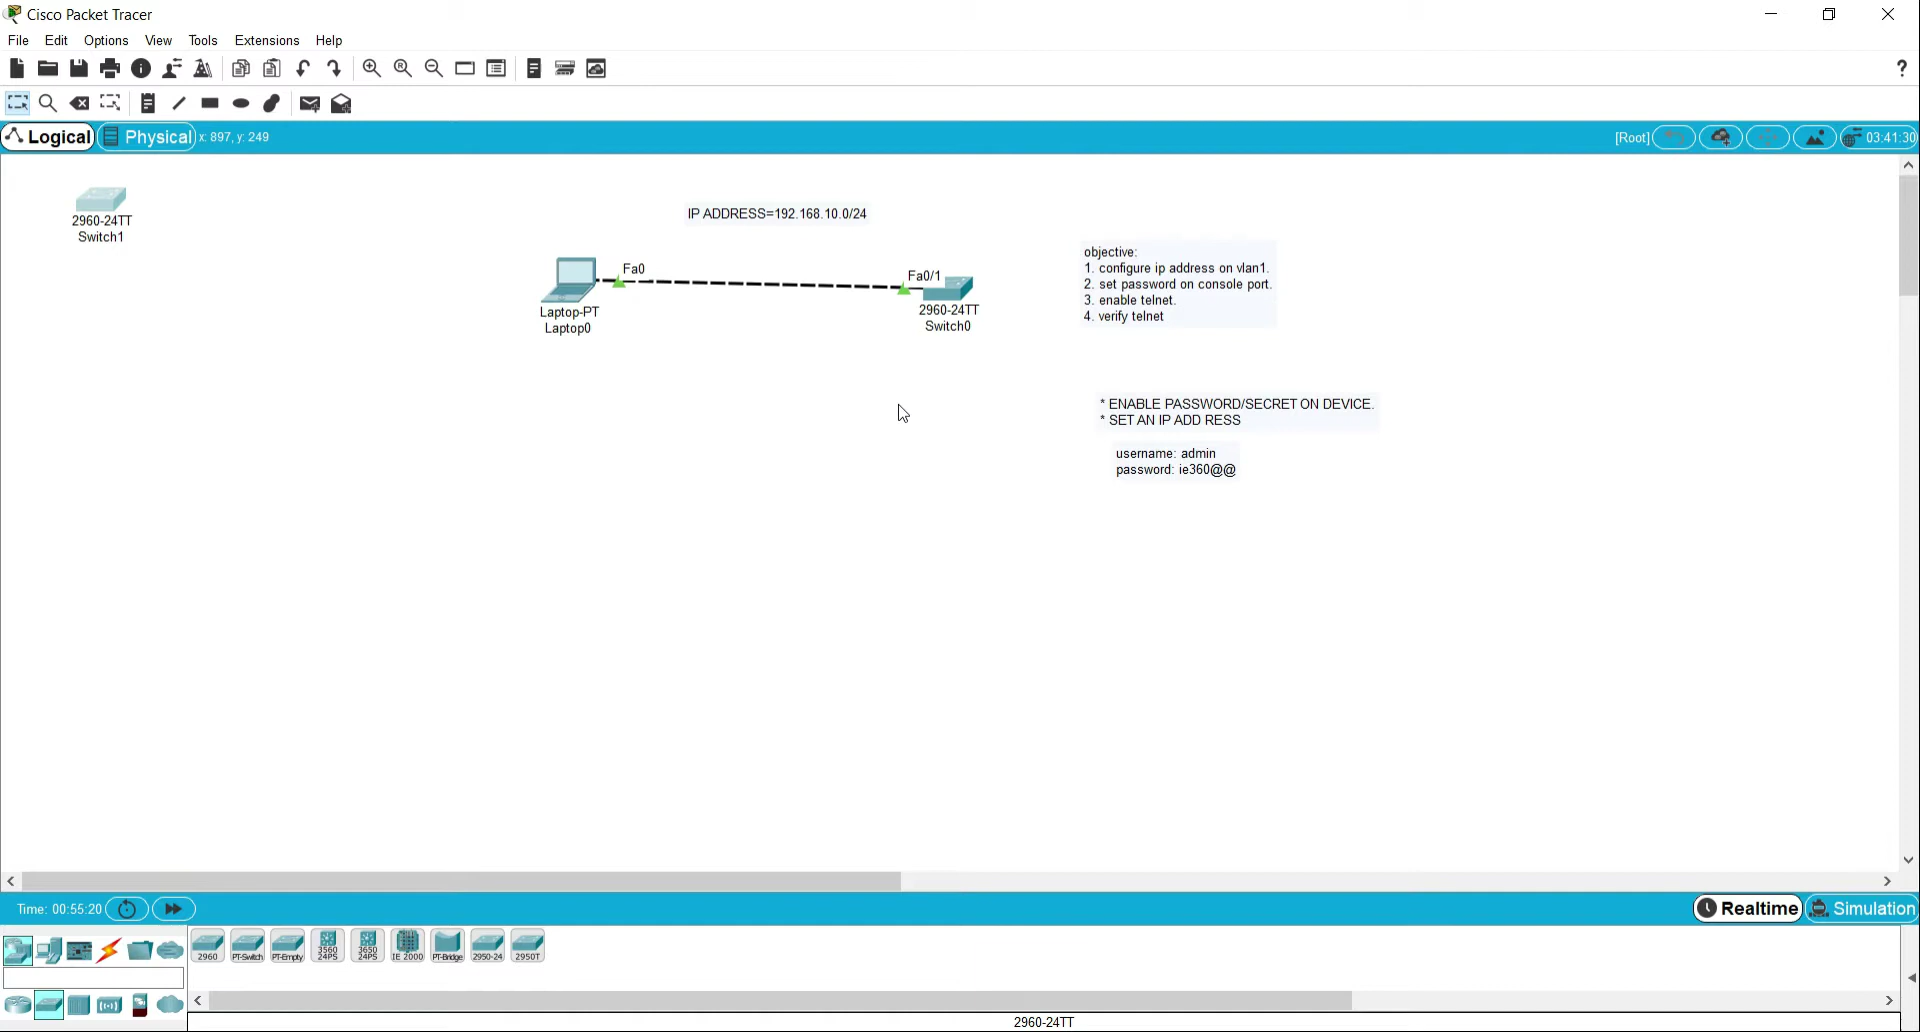 Cisco Packet Tracer
File Edit Options View Tools Extensions Help
?
Logical Physical x: 897, y: 249 [Root] 03:41:30
2960-24TT
Switch1
IP ADDRESS=192.168.10.0/24
Fa0
Fa0/1
Laptop-PT
Laptop0
2960-24TT
Switch0
objective:
1. configure ip address on vlan1.
2. set password on console port.
3. enable telnet.
4. verify telnet
* ENABLE PASSWORD/SECRET ON DEVICE.
* SET AN IP ADD RESS
username: admin
password: ie360@@
Time: 00:55:20 Realtime Simulation
2960 PT-Switch PT-Empty 3560 24PS 3650 24PS IE 2000 PT-Bridge 2950-24 2950T
2960-24TT